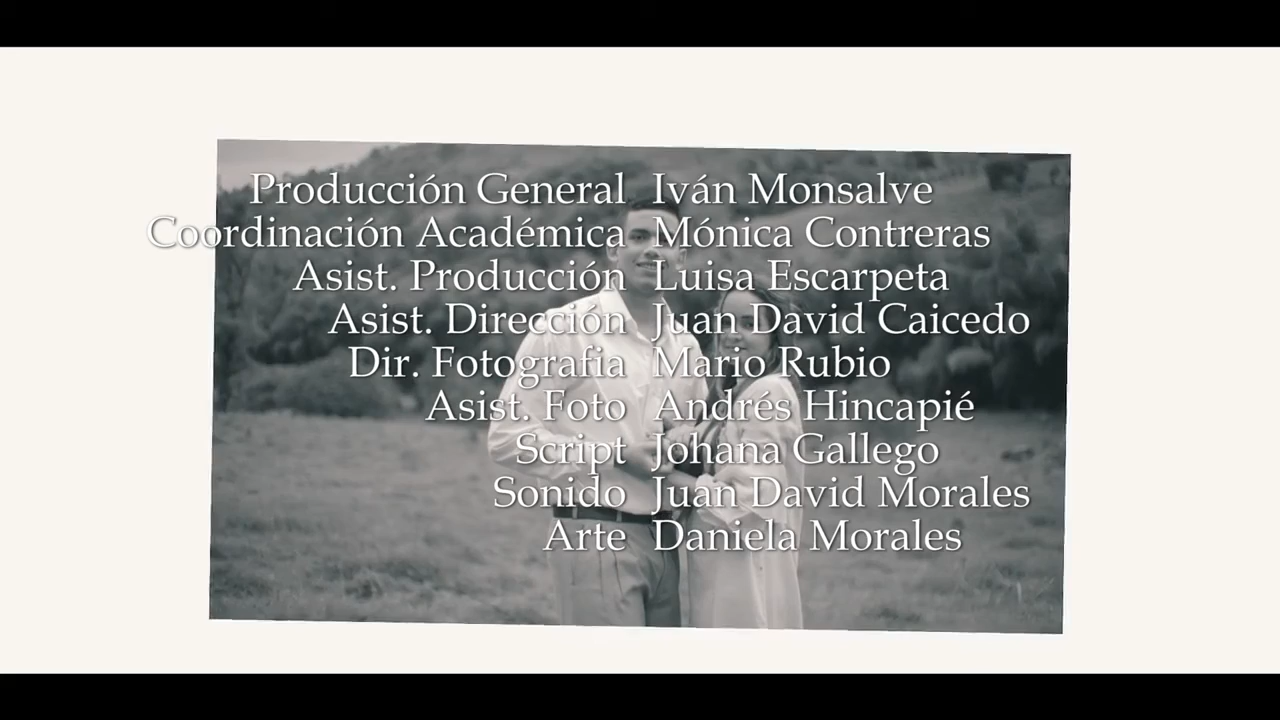 Producción General Iván Monsalve
Coordinación Académica Mónica Contreras
Asist. Producción Luisa Escarpeta
Asist. Dirección Juan David Caicedo
Dir. Fotografia Mario Rubio
Asist. Foto Andrés Hincapié
Script Johana Gallego
Sonido Juan David Morales
Arte Daniela Morales